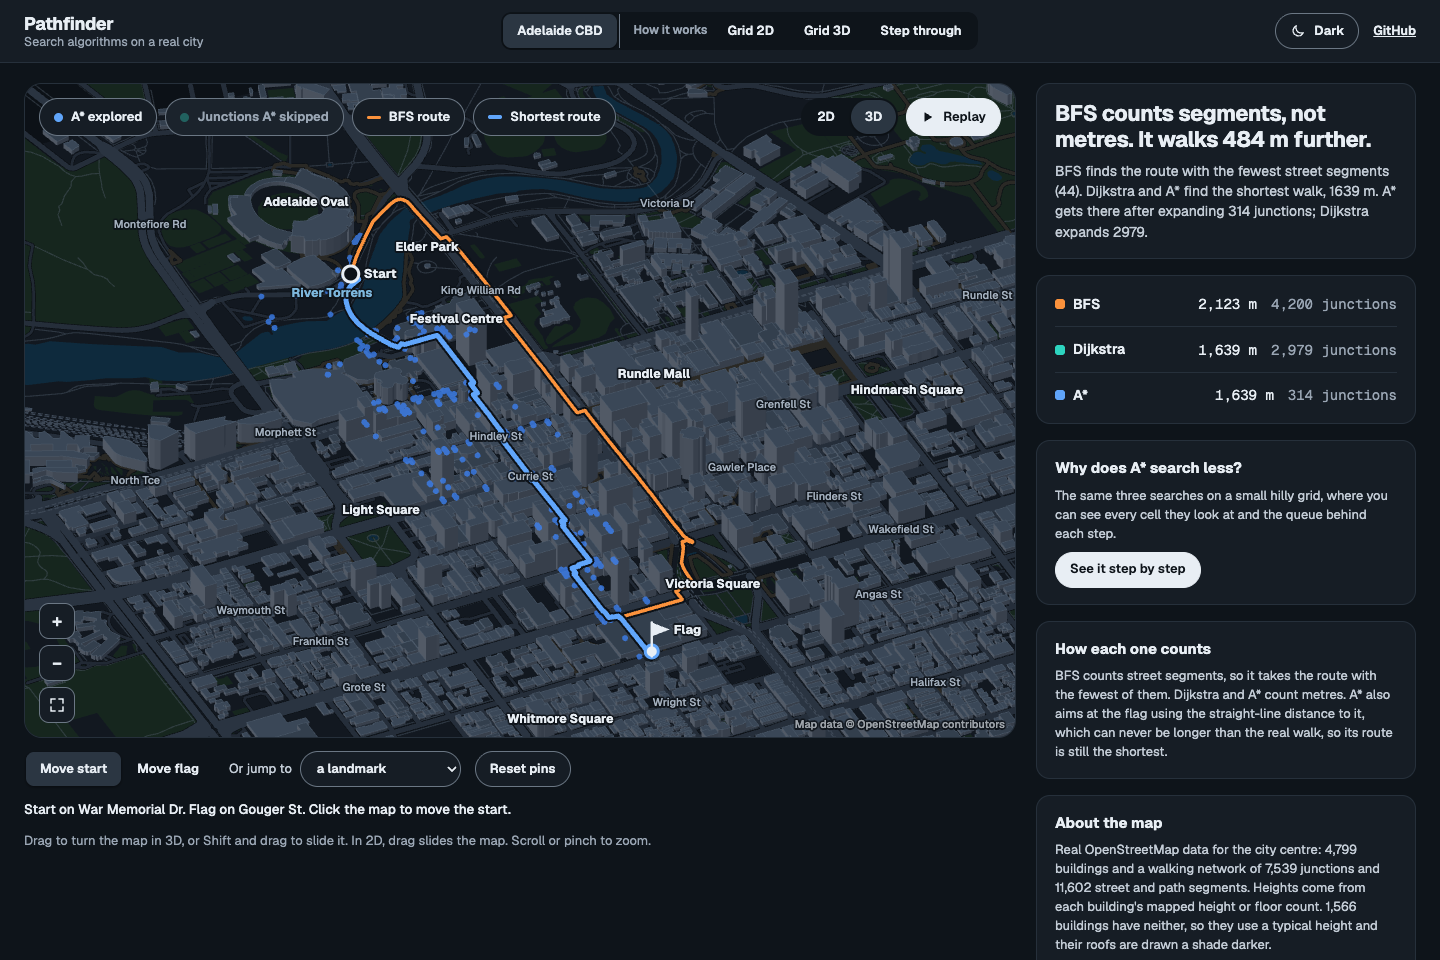 Pathfinder
Search algorithms on a real city
Adelaide CBD
How it works
Grid 2D
Grid 3D
Step through
Dark
GitHub
A* explored
Junctions A* skipped
BFS route
Shortest route
2D
3D
Replay
Adelaide Oval
Montefiore Rd
Victoria Dr
Elder Park
Start
River Torrens
King William Rd
Rundle St
Festival Centre
Rundle Mall
Hindmarsh Square
Grenfell St
Morphett St
Hindley St
Gawler Place
North Tce
Currie St
Flinders St
Light Square
Wakefield St
Victoria Square
Angas St
Waymouth St
Flag
Franklin St
Grote St
Halifax St
Wright St
Whitmore Square
Map data © OpenStreetMap contributors
+
−
Move start
Move flag
Or jump to
a landmark
Reset pins
Start on War Memorial Dr. Flag on Gouger St. Click the map to move the start.
Drag to turn the map in 3D, or Shift and drag to slide it. In 2D, drag slides the map. Scroll or pinch to zoom.
BFS counts segments, not
metres. It walks 484 m further.
BFS finds the route with the fewest street segments
(44). Dijkstra and A* find the shortest walk, 1639 m. A*
gets there after expanding 314 junctions; Dijkstra
expands 2979.
BFS 2,123 m 4,200 junctions
Dijkstra 1,639 m 2,979 junctions
A* 1,639 m 314 junctions
Why does A* search less?
The same three searches on a small hilly grid, where you
can see every cell they look at and the queue behind
each step.
See it step by step
How each one counts
BFS counts street segments, so it takes the route with
the fewest of them. Dijkstra and A* count metres. A* also
aims at the flag using the straight-line distance to it,
which can never be longer than the real walk, so its route
is still the shortest.
About the map
Real OpenStreetMap data for the city centre: 4,799
buildings and a walking network of 7,539 junctions and
11,602 street and path segments. Heights come from
each building's mapped height or floor count. 1,566
buildings have neither, so they use a typical height and
their roofs are drawn a shade darker.